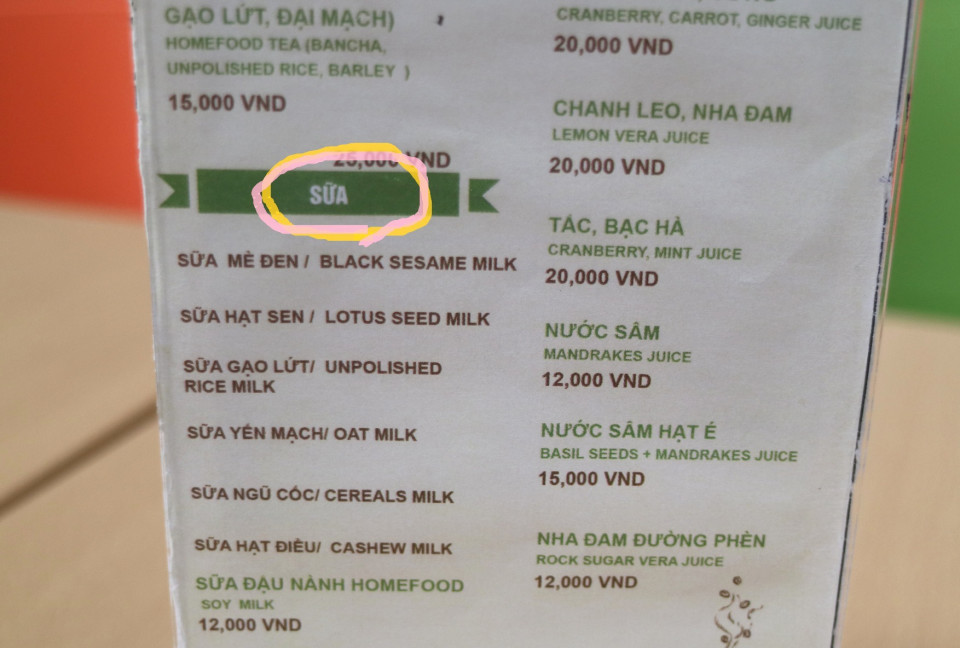 GẠO LỨT, ĐẠI MẠCH)
HOMEFOOD TEA (BANCHA,
UNPOLISHED RICE, BARLEY )
15,000 VND
25,000 VND
SỮA
SỮA MÈ ĐEN / BLACK SESAME MILK
SỮA HẠT SEN / LOTUS SEED MILK
SỮA GẠO LỨT/ UNPOLISHED
RICE MILK
SỮA YẾN MẠCH/ OAT MILK
SỮA NGŨ CỐC/ CEREALS MILK
SỮA HẠT ĐIỀU/ CASHEW MILK
SỮA ĐẬU NÀNH HOMEFOOD
SOY MILK
12,000 VND
CRANBERRY, CARROT, GINGER JUICE
20,000 VND
CHANH LEO, NHA ĐAM
LEMON VERA JUICE
20,000 VND
TẮC, BẠC HÀ
CRANBERRY, MINT JUICE
20,000 VND
NƯỚC SÂM
MANDRAKES JUICE
12,000 VND
NƯỚC SÂM HẠT É
BASIL SEEDS + MANDRAKES JUICE
15,000 VND
NHA ĐAM ĐƯỜNG PHÈN
ROCK SUGAR VERA JUICE
12,000 VND